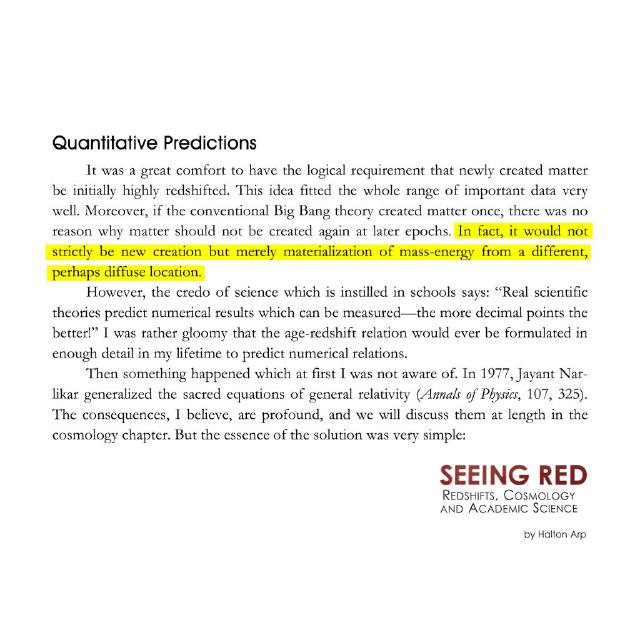 Quantitative Predictions
It was a great comfort to have the logical requirement that newly created matter
be initially highly redshifted. This idea fitted the whole range of important data very
well. Moreover, if the conventional Big Bang theory created matter once, there was no
reason why matter should not be created again at later epochs. In fact, it would not
strictly be new creation but merely materialization of mass-energy from a different,
perhaps diffuse location.
However, the credo of science which is instilled in schools says: “Real scientific
theories predict numerical results which can be measured—the more decimal points the
better!” I was rather gloomy that the age-redshift relation would ever be formulated in
enough detail in my lifetime to predict numerical relations.
Then something happened which at first I was not aware of. In 1977, Jayant Nar-
likar generalized the sacred equations of general relativity (Annals of Physics, 107, 325).
The consequences, I believe, are profound, and we will discuss them at length in the
cosmology chapter. But the essence of the solution was very simple:
SEEING RED
REDSHIFTS, COSMOLOGY
AND ACADEMIC SCIENCE
by Halton Arp